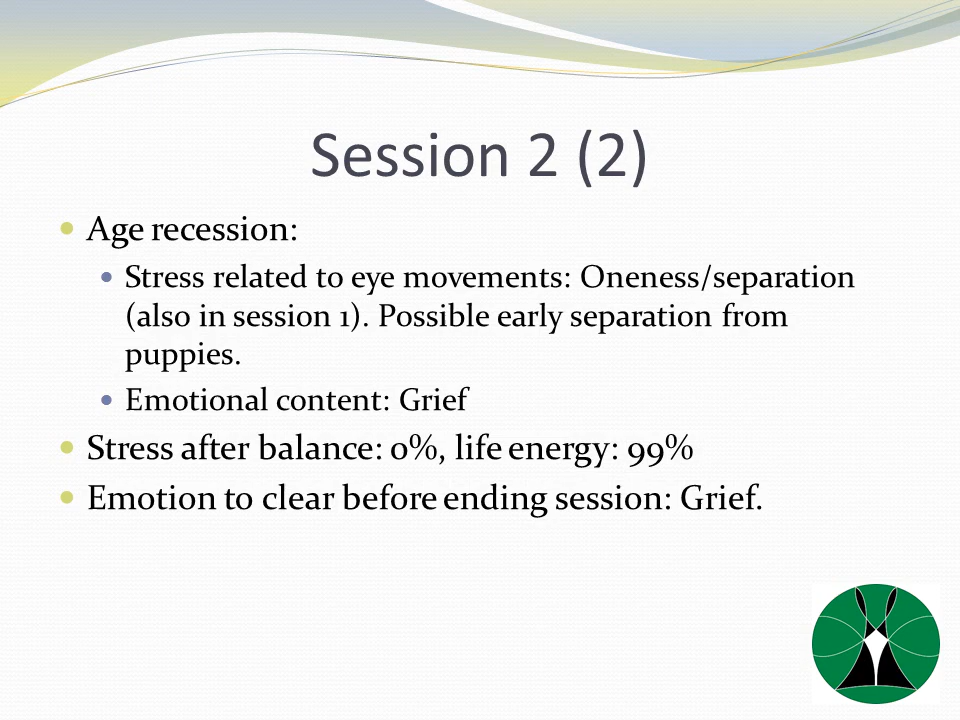 Session 2 (2)
Age recession:
Stress related to eye movements: Oneness/separation
(also in session 1). Possible early separation from
puppies.
Emotional content: Grief
Stress after balance: 0%, life energy: 99%
Emotion to clear before ending session: Grief.